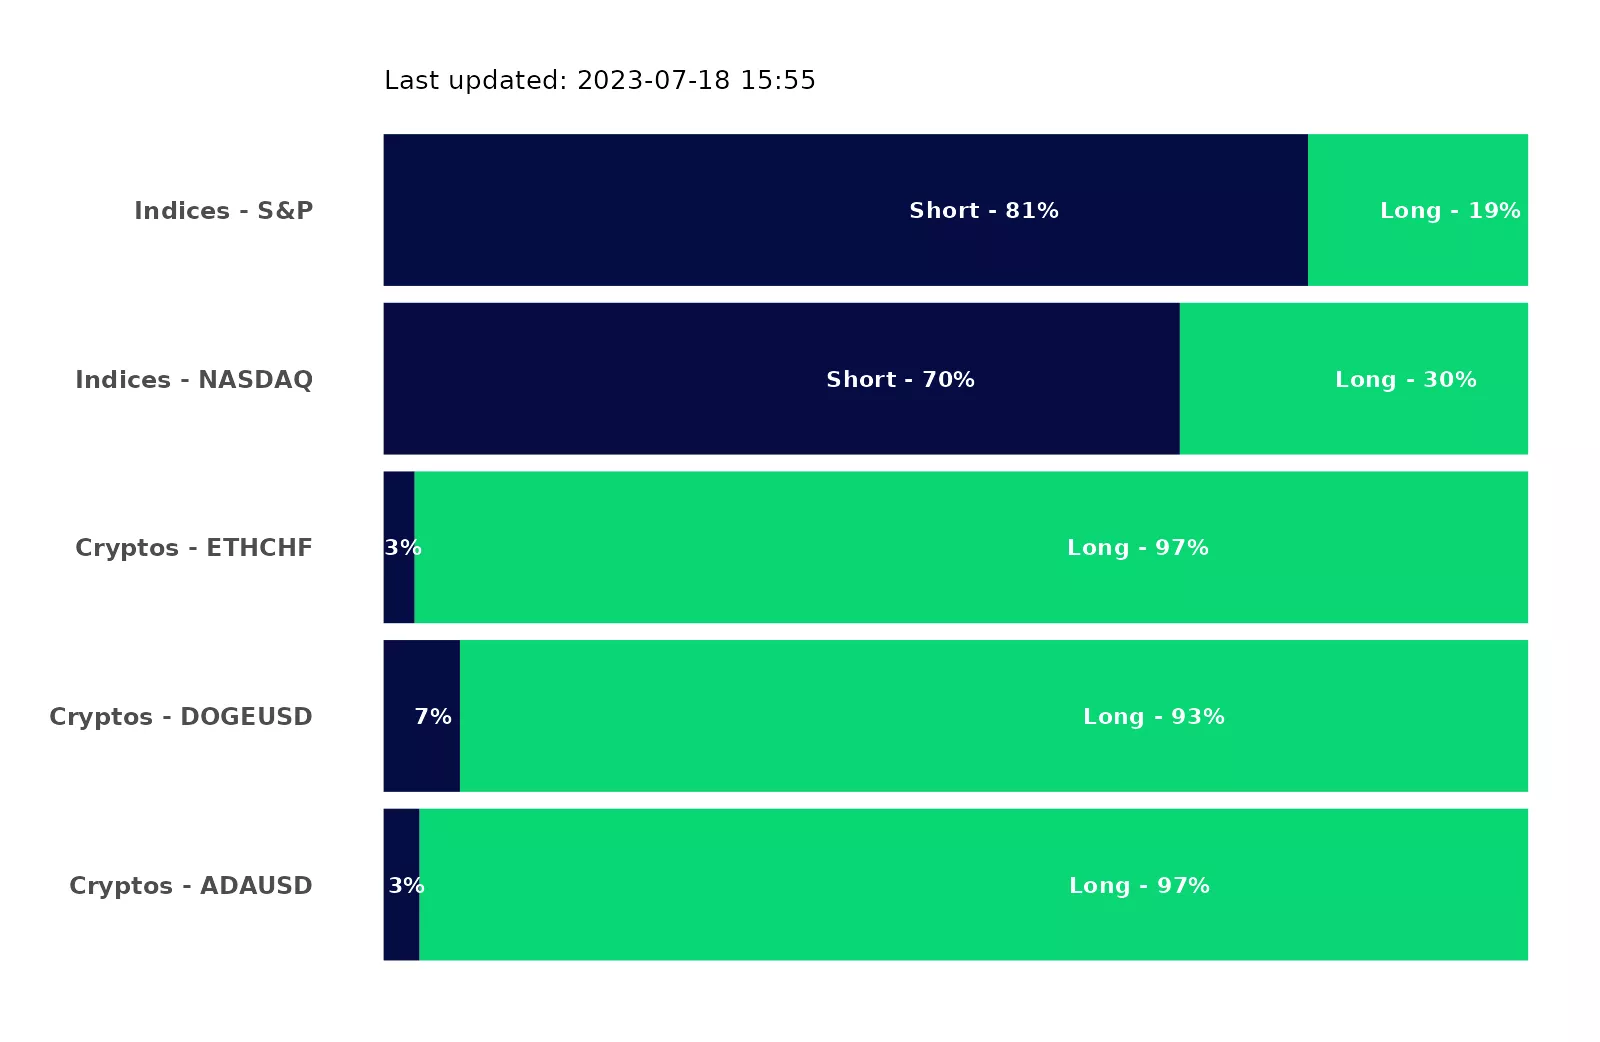 Last updated: 2023-07-18 15:55
Indices - S&P
Short - 81%
Long - 19%
Indices - NASDAQ
Short - 70%
Long - 30%
Cryptos - ETHCHF
3%
Long - 97%
Cryptos - DOGEUSD
7%
Long - 93%
Cryptos - ADAUSD
3%
Long - 97%